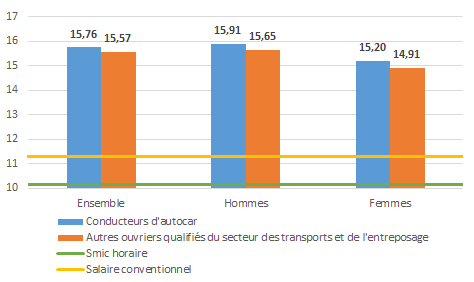 17
16
15
14
13
12
11
10
15,76
15,57
15,91
15,65
15,20
14,91
Ensemble
Hommes
Femmes
Conducteurs d'autocar
Autres ouvriers qualifiés du secteur des transports et de l'entreposage
Smic horaire
Salaire conventionnel